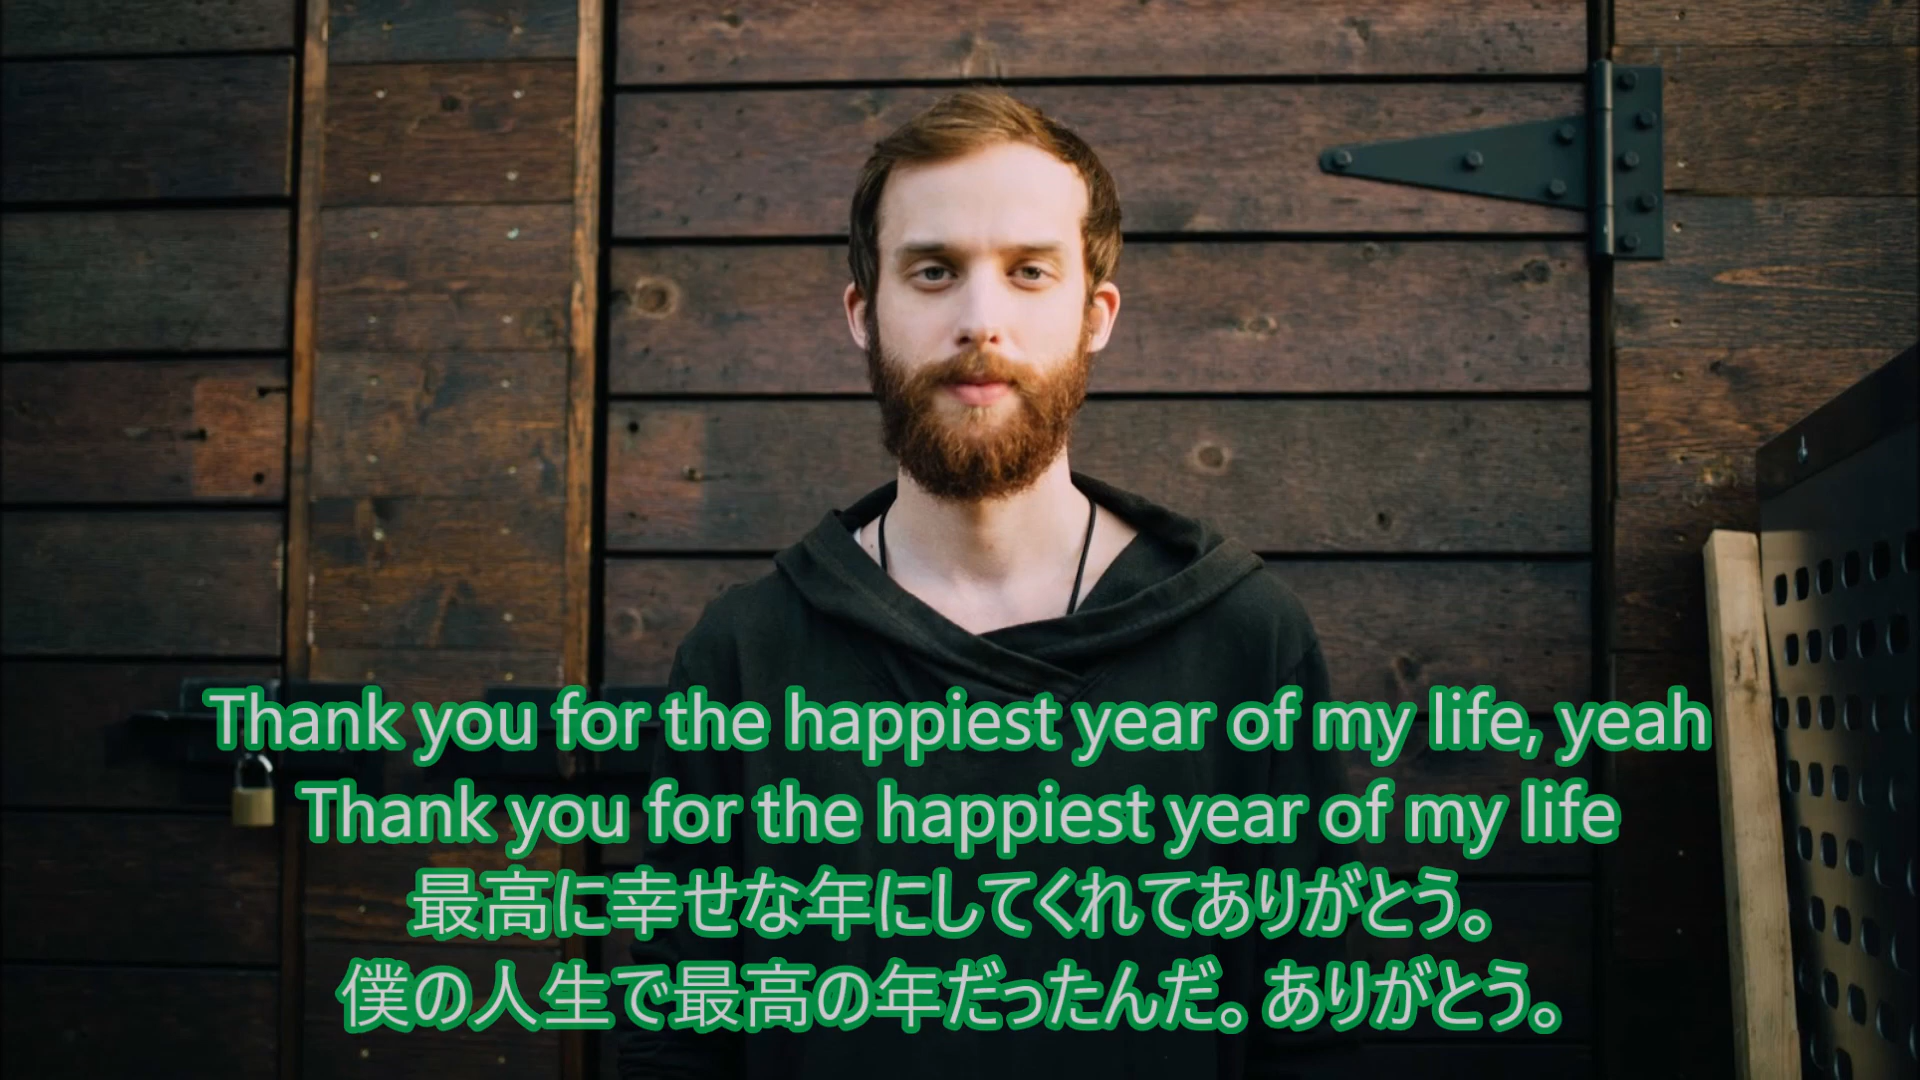 Thank you for the happiest year of my life, yeah
Thank you for the happiest year of my life
最高に幸せな年にしてくれてありがとう。
僕の人生で最高の年だったんだ。ありがとう。